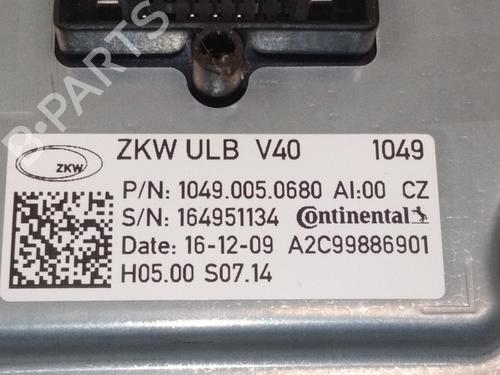 B-PARTS
ZKW
ZKW ULB V40 1049
P/N: 1049.005.0680 AI:00 CZ
S/N: 164951134 Continental
Date: 16-12-09 A2C99886901
H05.00 S07.14